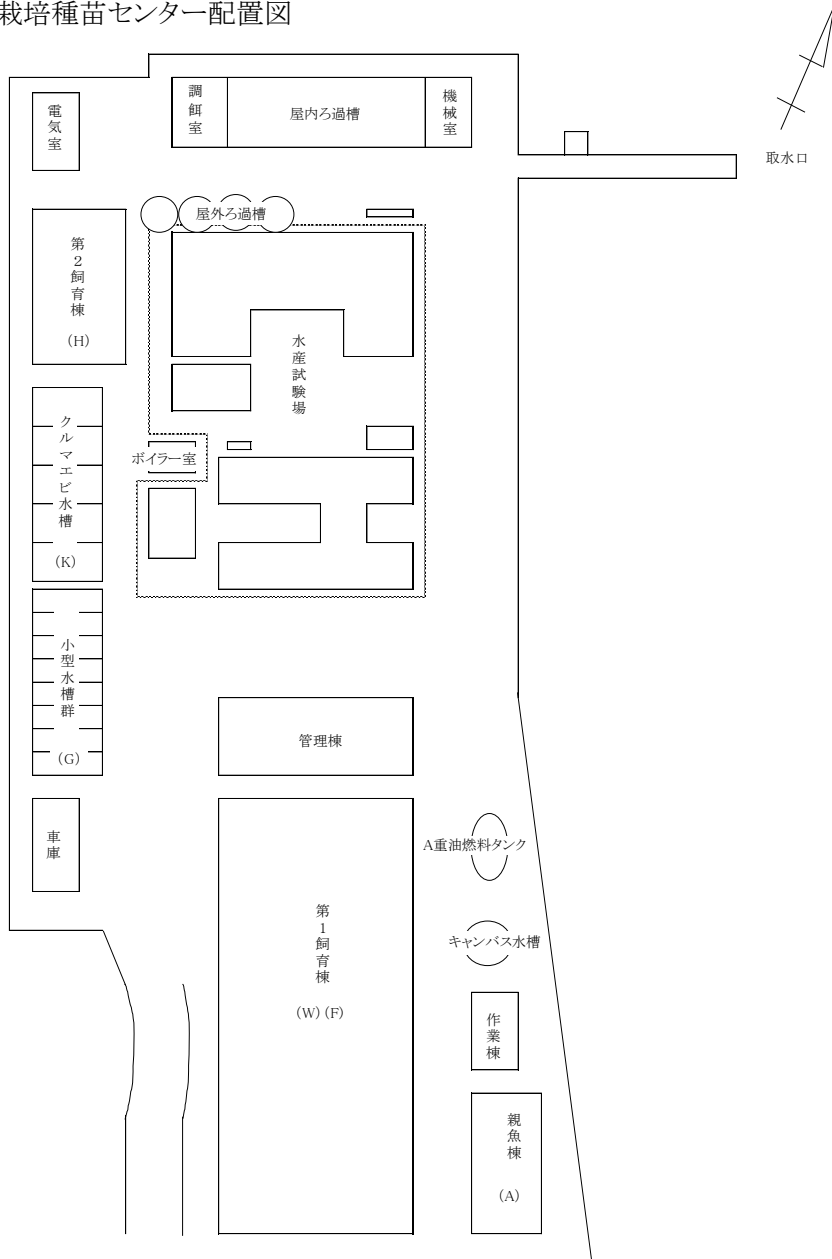 栽培種苗センター配置図
取水口
電気室
調餌室
屋内ろ過槽
機械室
屋外ろ過槽
第2飼育棟
(H)
水産試験場
クルマエビ水槽
(K)
ボイラー室
小型水槽群
(G)
管理棟
車庫
A重油燃料タンク
第1飼育棟
(W)(F)
キャンバス水槽
作業棟
親魚棟
(A)